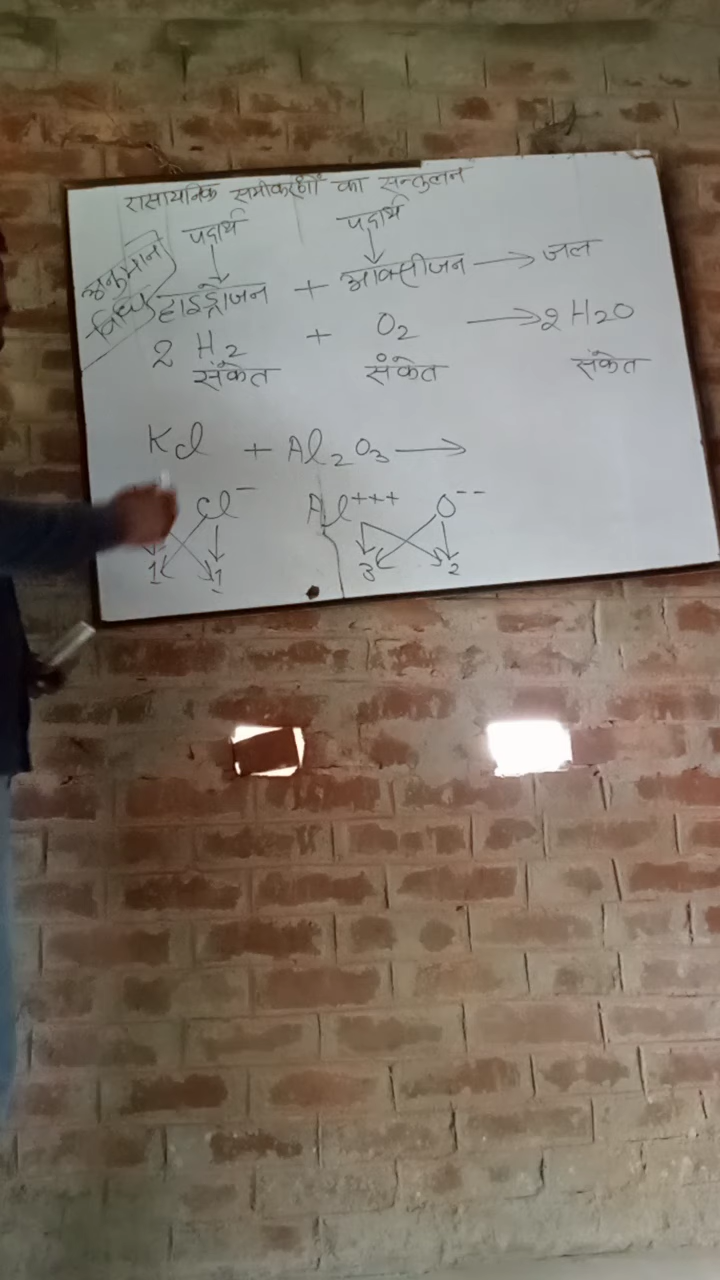 रासायनिक समीकरणों का सन्तुलन
पदार्थ पदार्थ
अनुमान विधि
हाइड्रोजन + ऑक्सीजन → जल
2 H2 + O2 → 2 H2O
संकेत संकेत संकेत
KCl + Al2O3 →
Cl- Al+++ O--
1 1 3 2